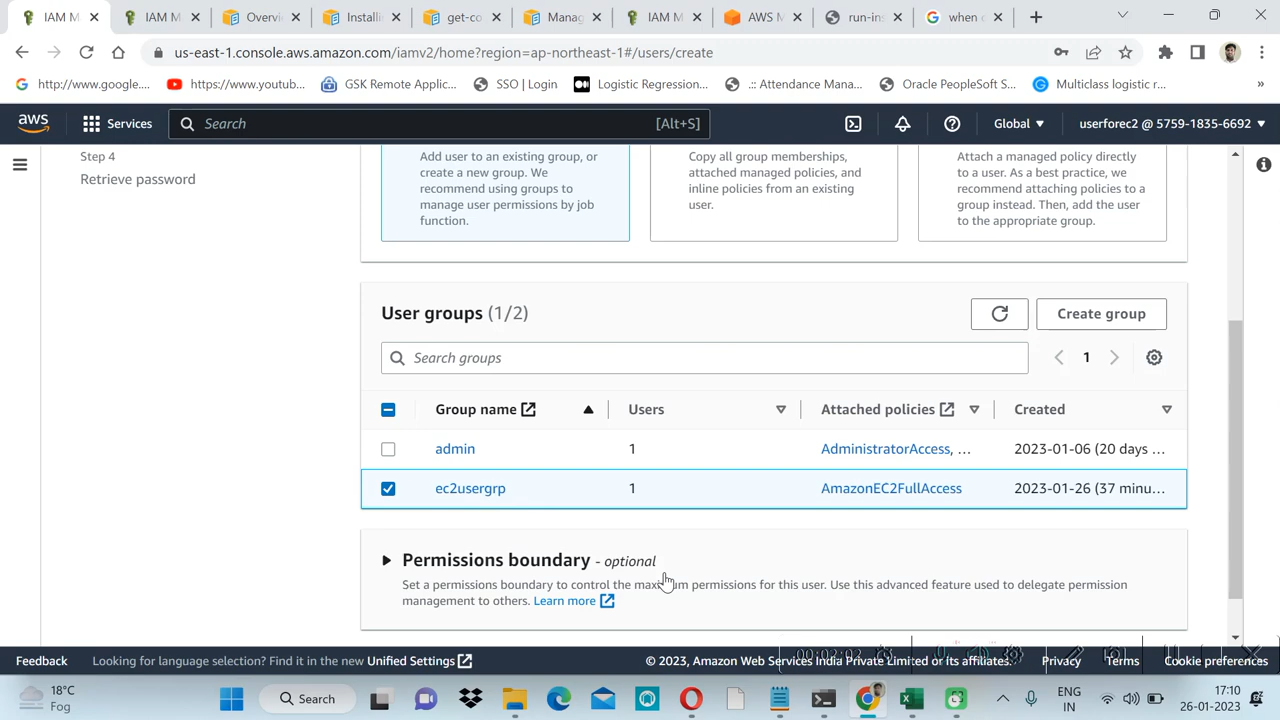 IAM M
IAM M
Overvi
Installin
get-co
Manag
IAM M
AWS M
run-ins
when
us-east-1.console.aws.amazon.com/iamv2/home?region=ap-northeast-1#/users/create
http://www.google....
https://www.youtub...
GSK Remote Applic...
SSO | Login
Logistic Regression...
.:: Attendance Mana...
Oracle PeopleSoft S...
Multiclass logistic r...
»
aws
Services
Search
[Alt+S]
Global
userforec2 @ 5759-1835-6692
Step 4
Retrieve password
Add user to an existing group, or
create a new group. We
recommend using groups to
manage user permissions by job
function.
Copy all group memberships,
attached managed policies, and
inline policies from an existing
user.
Attach a managed policy directly
to a user. As a best practice, we
recommend attaching policies to a
group instead. Then, add the user
to the appropriate group.
User groups (1/2)
Create group
Search groups
1
Group name
Users
Attached policies
Created
admin
1
AdministratorAccess, ...
2023-01-06 (20 days ...
ec2usergrp
1
AmazonEC2FullAccess
2023-01-26 (37 minu...
Permissions boundary - optional
Set a permissions boundary to control the maximum permissions for this user. Use this advanced feature used to delegate permission
management to others. Learn more
Feedback
Looking for language selection? Find it in the new Unified Settings
© 2023, Amazon Web Services India Private Limited or its affiliates.
00:02:02
Privacy
Terms
Cookie preferences
18°C
Fog
Search
ENG
IN
17:10
26-01-2023